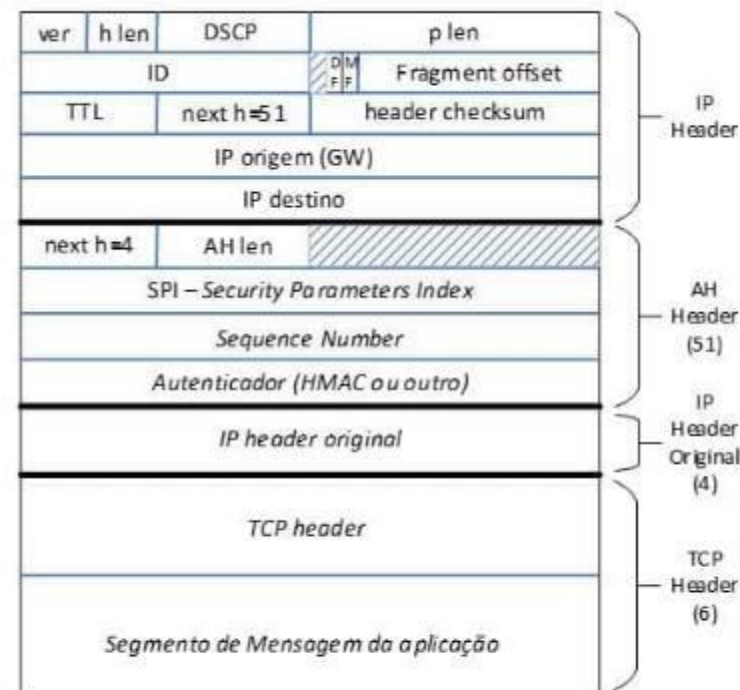 ver h len DSCP p len
ID DF MF Fragment offset
TTL next h=51 header checksum
IP origem (GW)
IP destino
IP
Header
next h=4 AH len
SPI – Security Parameters Index
Sequence Number
Autenticador (HMAC ou outro)
AH
Header
(51)
IP header original
IP
Header
Original
(4)
TCP header
Segmento de Mensagem da aplicação
TCP
Header
(6)